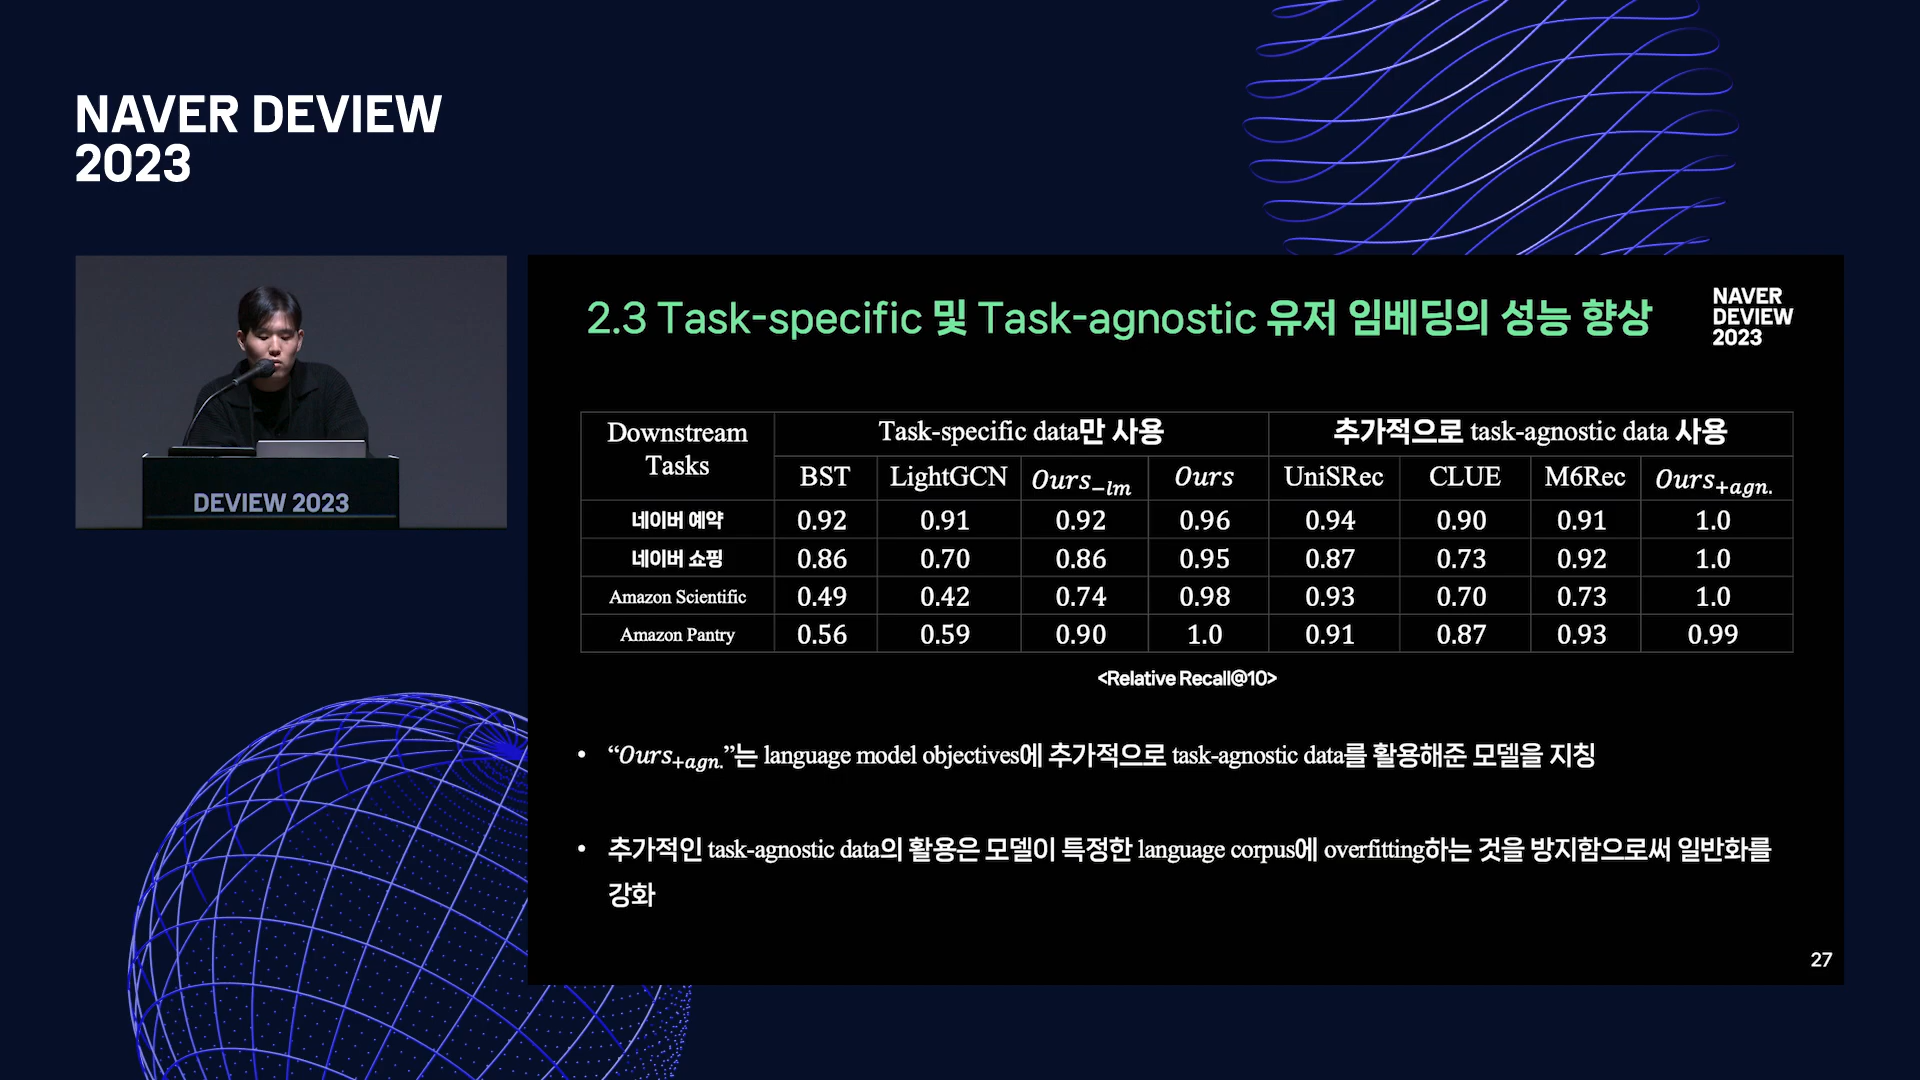 NAVER DEVIEW
2023
DEVIEW 2023
2.3 Task-specific 및 Task-agnostic 유저 임베딩의 성능 향상
NAVER
DEVIEW
2023
Downstream Tasks | Task-specific data만 사용 | 추가적으로 task-agnostic data 사용
BST | LightGCN | Ours₋lm | Ours | UniSRec | CLUE | M6Rec | Ours₊agn.
네이버 예약 | 0.92 | 0.91 | 0.92 | 0.96 | 0.94 | 0.90 | 0.91 | 1.0
네이버 쇼핑 | 0.86 | 0.70 | 0.86 | 0.95 | 0.87 | 0.73 | 0.92 | 1.0
Amazon Scientific | 0.49 | 0.42 | 0.74 | 0.98 | 0.93 | 0.70 | 0.73 | 1.0
Amazon Pantry | 0.56 | 0.59 | 0.90 | 1.0 | 0.91 | 0.87 | 0.93 | 0.99
<Relative Recall@10>
• “Ours₊agn.”는 language model objectives에 추가적으로 task-agnostic data를 활용해준 모델을 지칭
• 추가적인 task-agnostic data의 활용은 모델이 특정한 language corpus에 overfitting하는 것을 방지함으로써 일반화를
강화
27